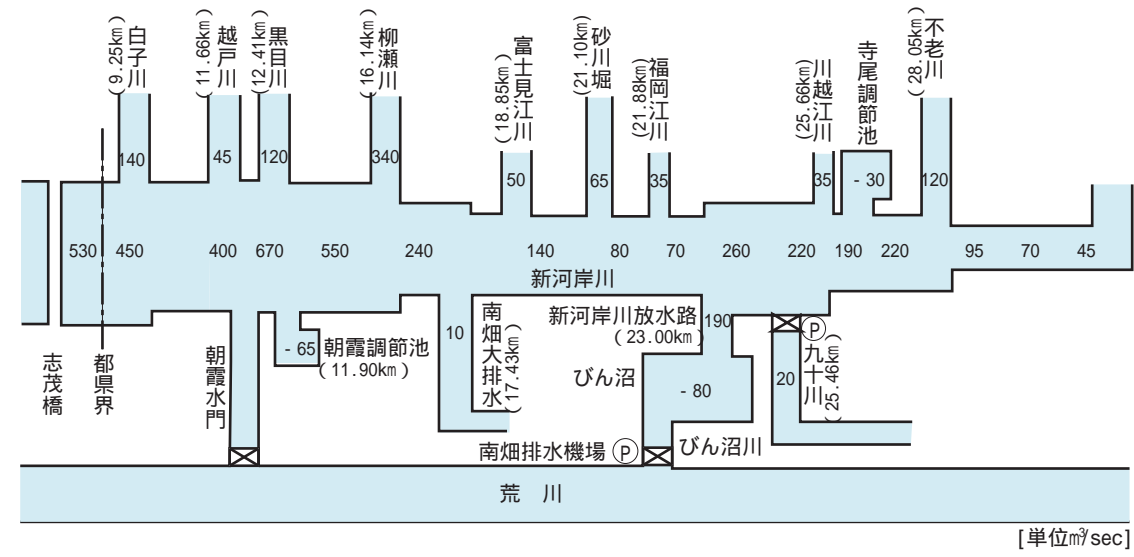 白子川
(9.25㎞)
越戸川
(11.66㎞)
黒目川
(12.41㎞)
柳瀬川
(16.14㎞)
富士見江川
(18.85㎞)
砂川堀
(21.10㎞)
福岡江川
(21.88㎞)
川越江川
(25.66㎞)
寺尾調節池
不老川
(28.05㎞)
140
45
120
340
50
65
35
35
- 30
120
530
450
400
670
550
240
140
80
70
260
220
190
220
95
70
45
新河岸川
志茂橋
都県界
朝霞水門
- 65
朝霞調節池
(11.90㎞)
10
南畑大排水
(17.43㎞)
新河岸川放水路
(23.00㎞)
190
びん沼
- 80
P
九十川
(25.46㎞)
20
南畑排水機場 P
びん沼川
荒 川
[単位㎥/sec]